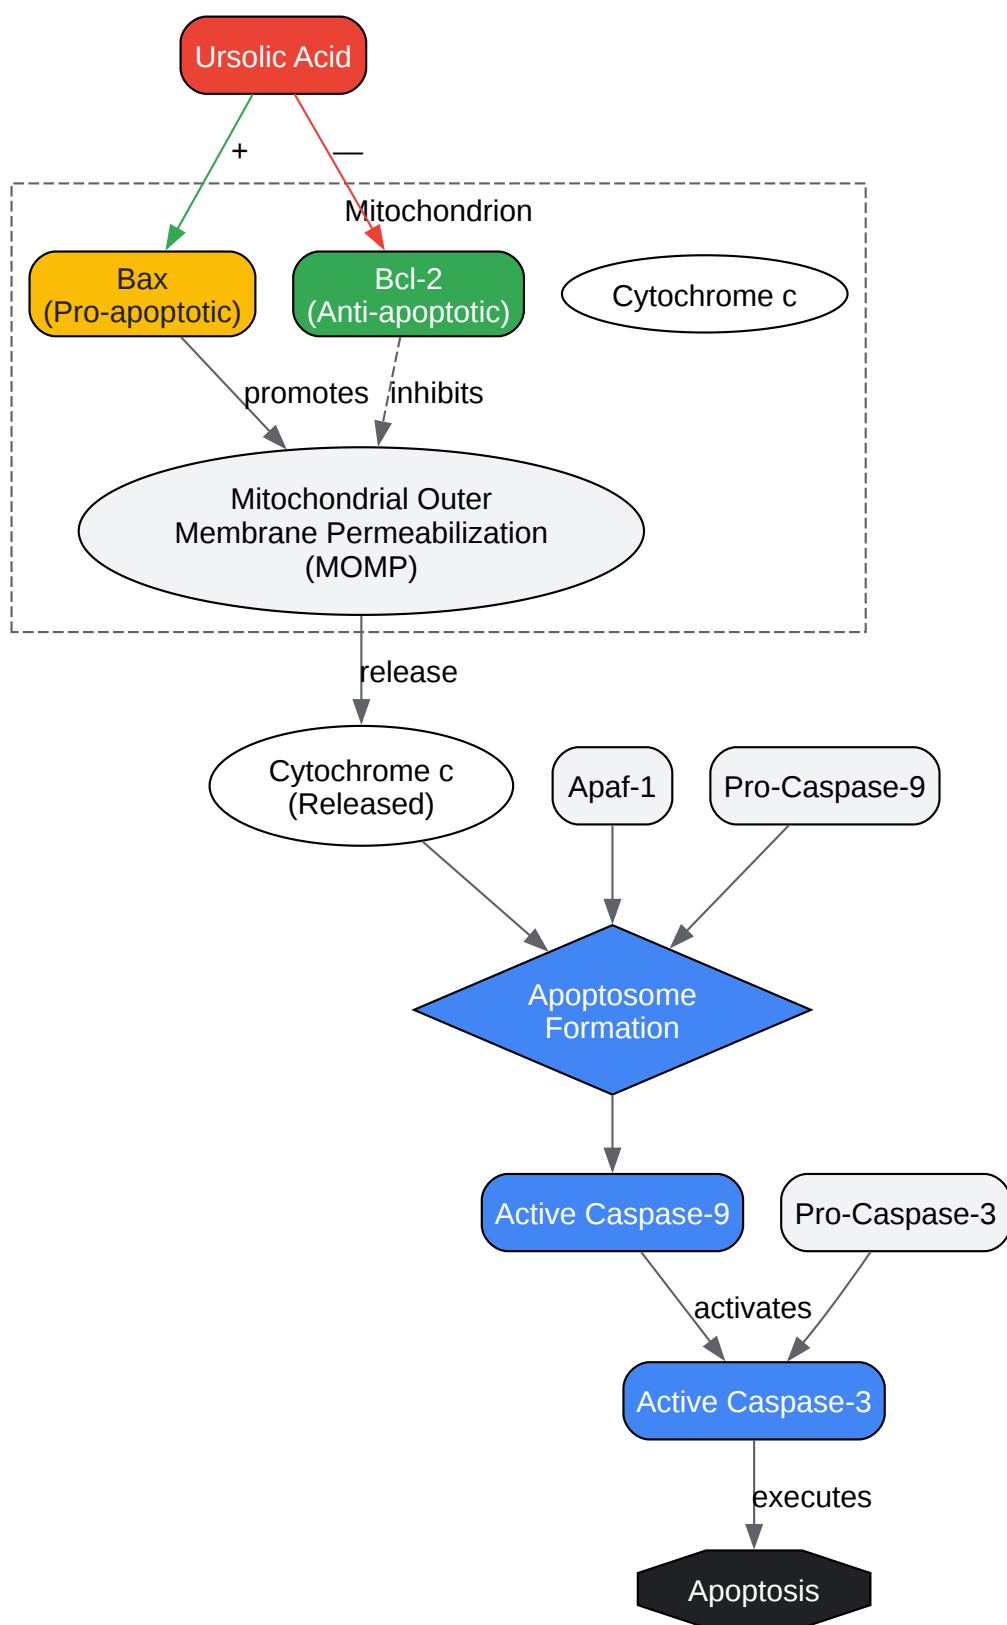 Ursolic Acid
+
—
Mitochondrion
Bax
(Pro-apoptotic)
Bcl-2
(Anti-apoptotic)
Cytochrome c
promotes
inhibits
Mitochondrial Outer
Membrane Permeabilization
(MOMP)
release
Cytochrome c
(Released)
Apaf-1
Pro-Caspase-9
Apoptosome
Formation
Active Caspase-9
Pro-Caspase-3
activates
Active Caspase-3
executes
Apoptosis